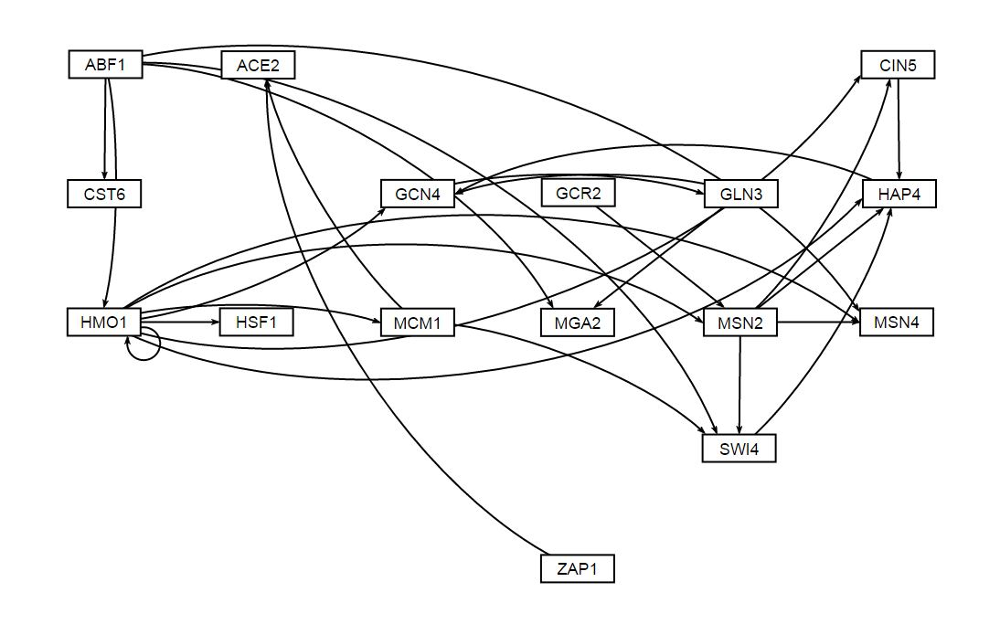 ABF1
ACE2
CIN5
CST6
GCN4
GCR2
GLN3
HAP4
HMO1
HSF1
MCM1
MGA2
MSN2
MSN4
SWI4
ZAP1